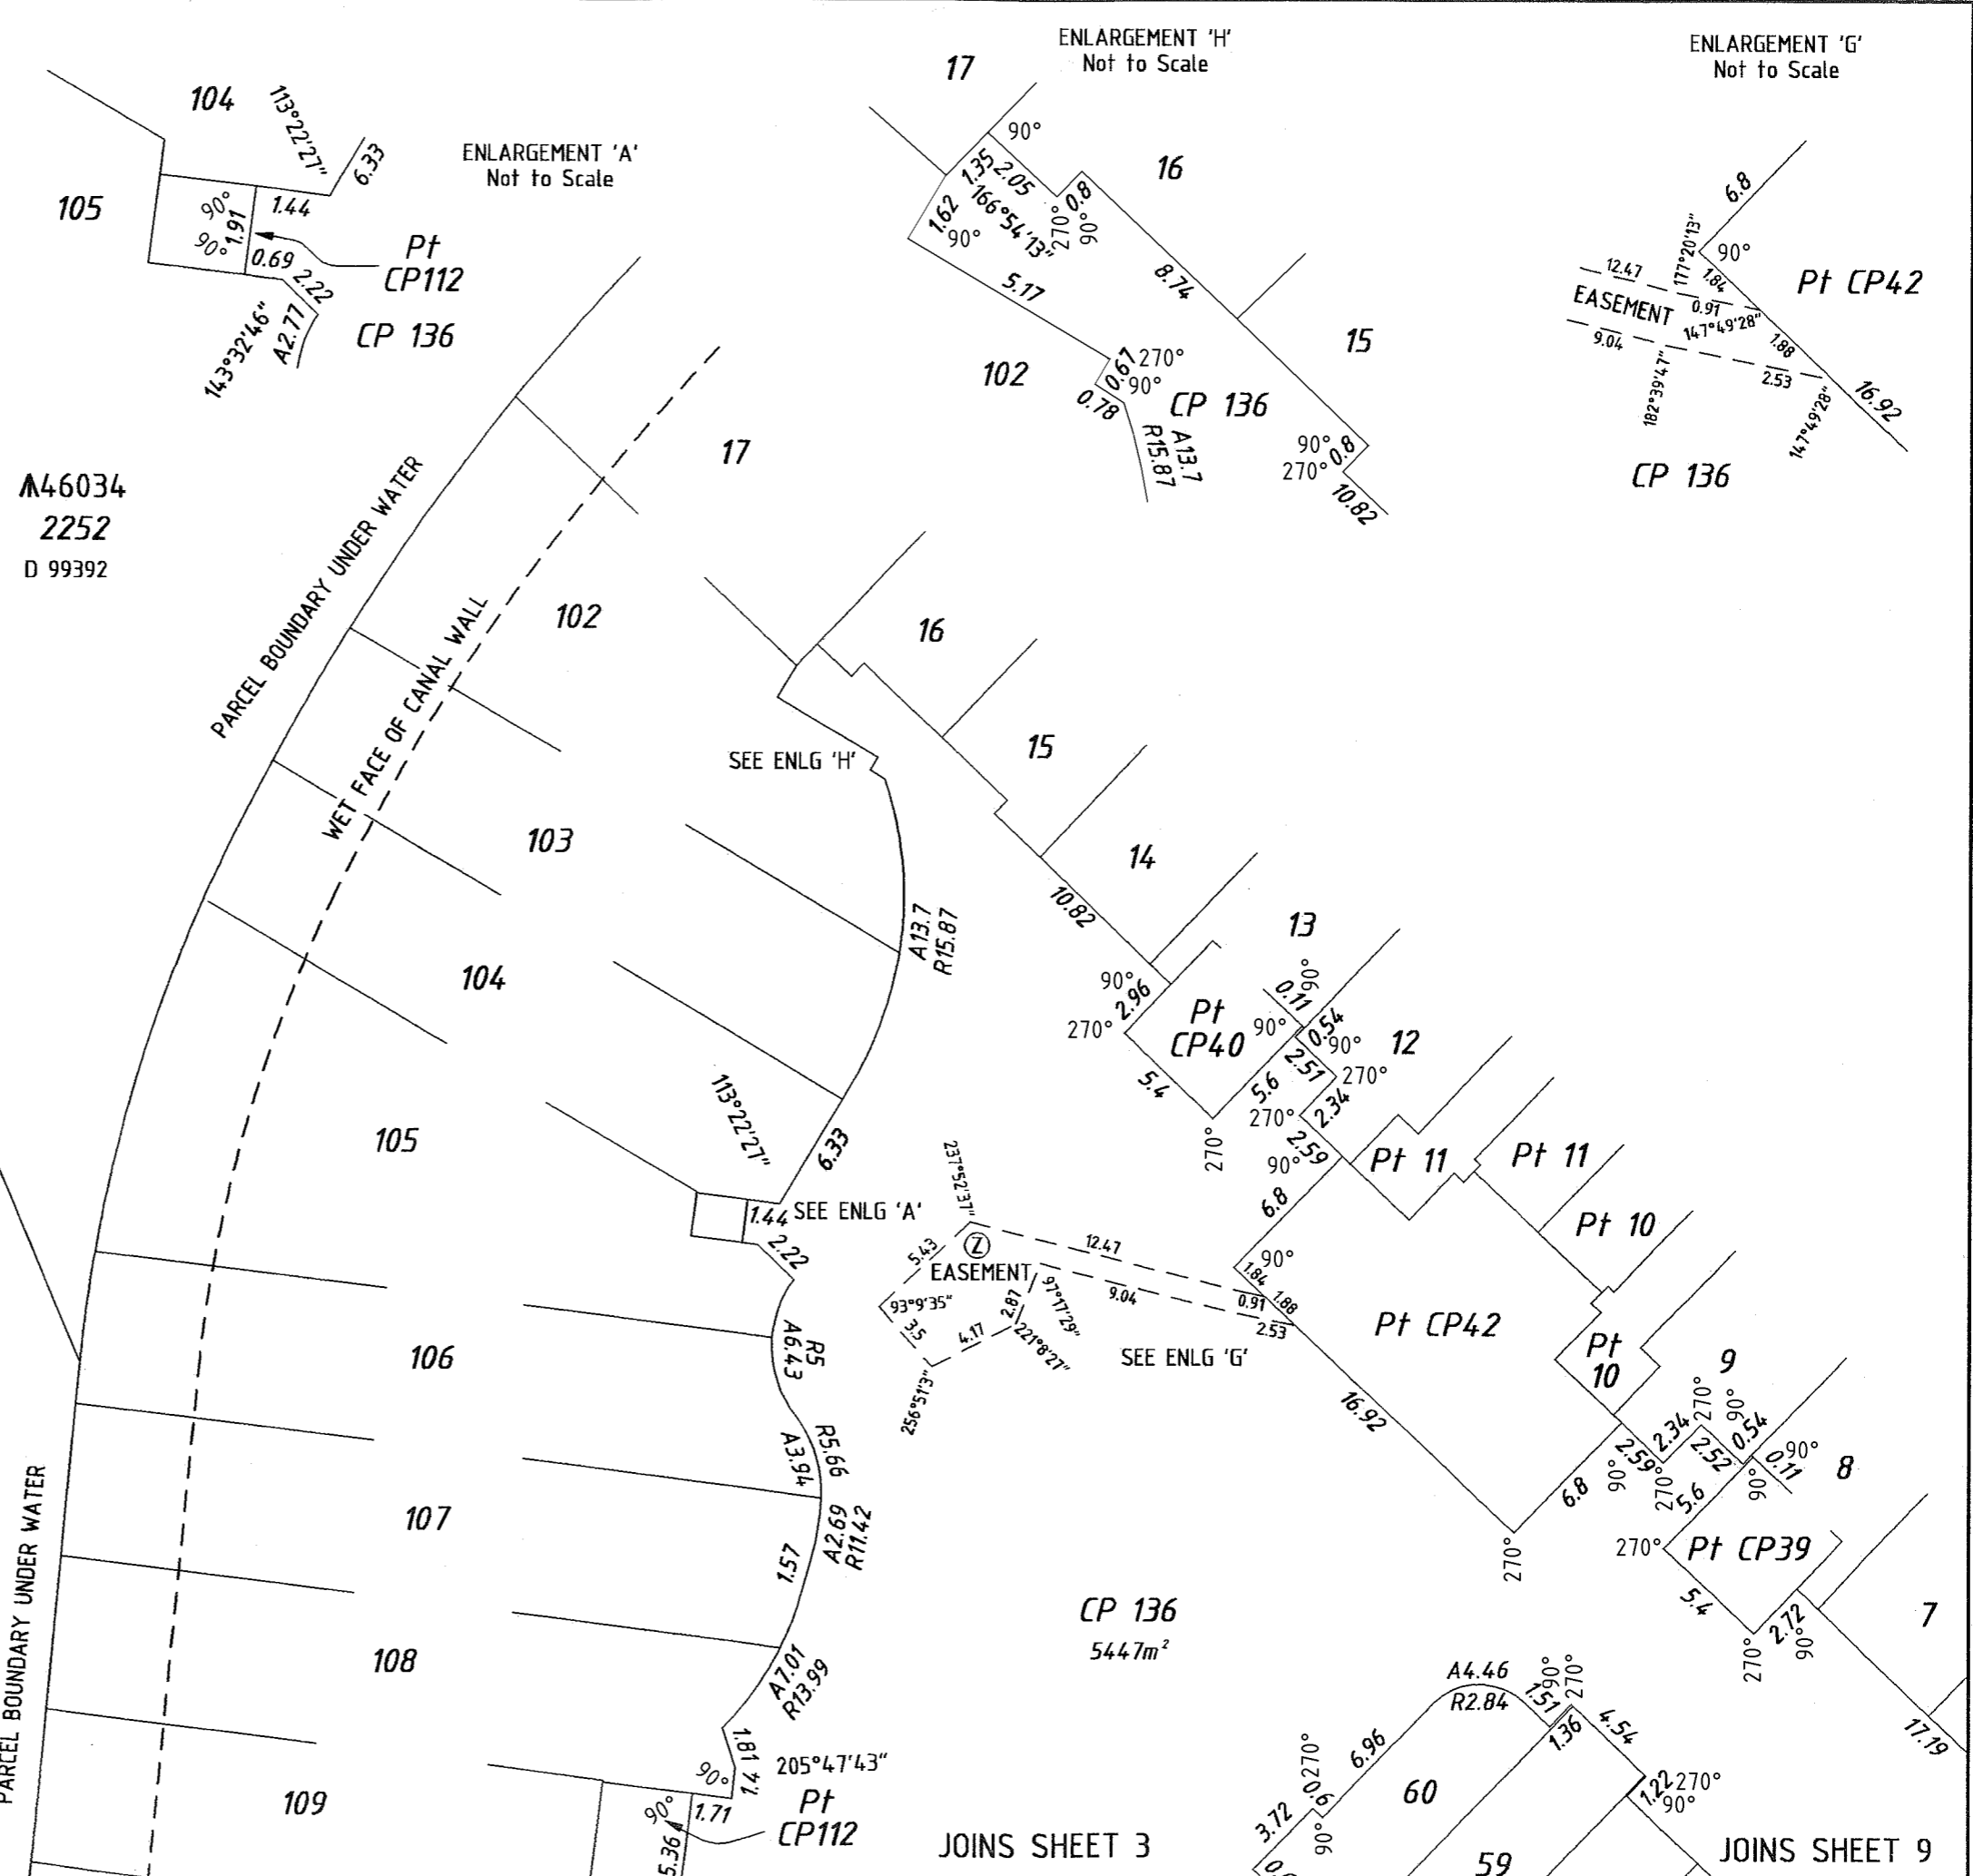 ENLARGEMENT 'H'
Not to Scale
ENLARGEMENT 'G'
Not to Scale
ENLARGEMENT 'A'
Not to Scale
104
113°22'27"
6.33
105
90°
1.91
90°
1.44
0.69
2.22
Pt
CP112
143°32'46"
A2.77
CP 136
17
90°
16
1.35
2.05
1.62
166°54'13"
0.8
270°
90°
90°
5.17
8.74
15
102
0.67
270°
90°
0.78
CP 136
A13.7
R15.87
90°
0.8
270°
10.82
6.8
177°20'13"
90°
12.47
1.84
Pt CP42
EASEMENT
0.91
147°49'28"
9.04
1.88
182°39'47"
2.53
16.92
147°49'28"
CP 136
46034
2252
D 99392
PARCEL BOUNDARY UNDER WATER
WET FACE OF CANAL WALL
17
102
16
SEE ENLG 'H'
15
103
14
10.82
A13.7
R15.87
104
13
90°
2.96
270°
Pt
CP40
90°
0.11
90°
0.54
90°
12
2.51
270°
5.4
5.6
2.34
270°
270°
2.59
90°
105
113°22'27"
6.33
Pt 11
Pt 11
6.8
Pt 10
1.44
SEE ENLG 'A'
2.22
237°52'37"
Z
5.43
EASEMENT
12.47
90°
1.84
1.88
0.91
2.53
93°9'35"
3.5
4.17
2.87
97°17'29"
221°8'27"
9.04
256°51'3"
SEE ENLG 'G'
Pt CP42
Pt
10
9
106
A6.43
R5
16.92
A3.94
R5.66
2.34
270°
90°
0.54
2.59
2.52
90°
0.11
8
270°
90°
90°
6.8
5.6
107
A2.69
R11.42
1.57
270°
270°
Pt CP39
5.4
2.72
270°
90°
7
PARCEL BOUNDARY UNDER WATER
CP 136
5447m²
108
A7.01
R13.99
A4.46
R2.84
1.51
90°
270°
4.54
1.36
17.19
1.81
1.4
205°47'43"
90°
Pt
CP112
90°
1.71
5.36
109
270°
6.96
0.6
3.72
90°
60
1.22
270°
90°
59
JOINS SHEET 3
JOINS SHEET 9